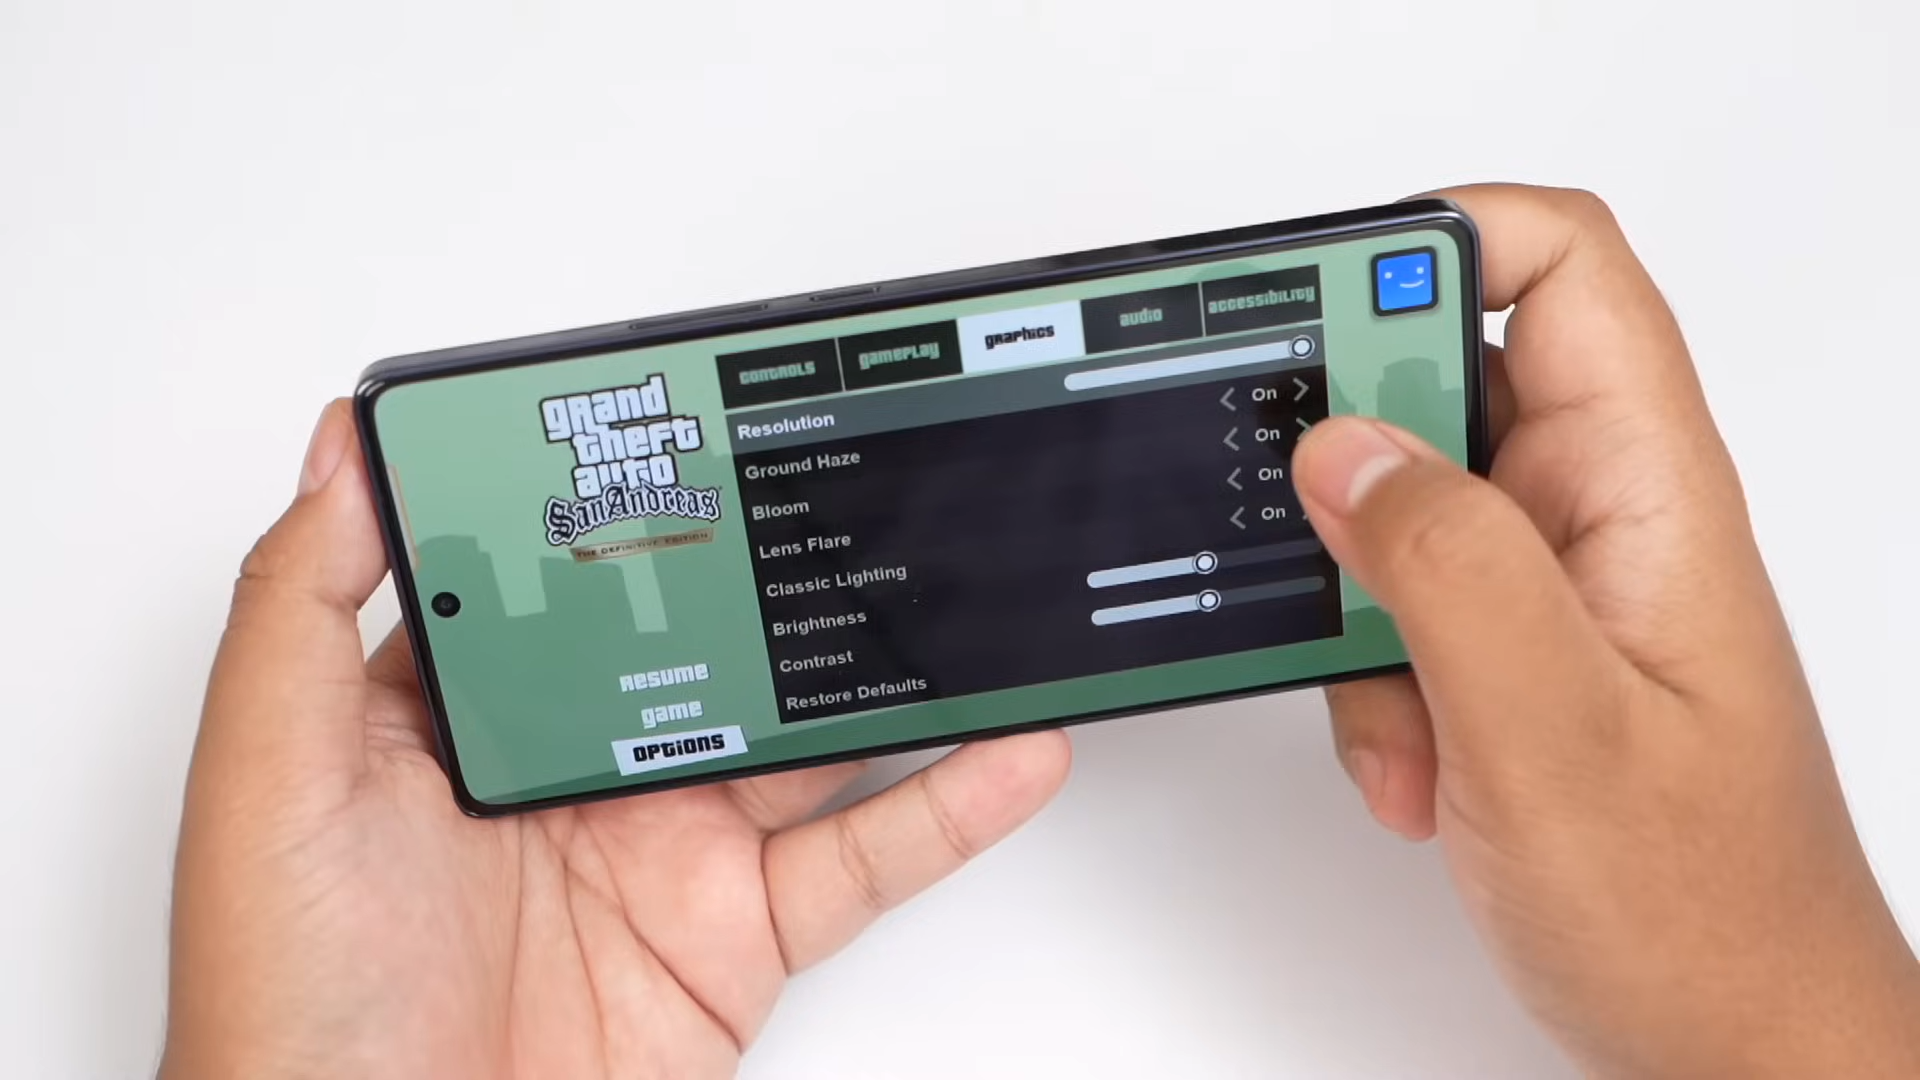 grand
theft
auto
San Andreas
THE DEFINITIVE EDITION
RESUME
game
OPTIONS
CONTROLS
gameplay
graphics
audio
accessibility
Resolution
Ground Haze
On
Bloom
On
Lens Flare
On
Classic Lighting
On
Brightness
Contrast
Restore Defaults